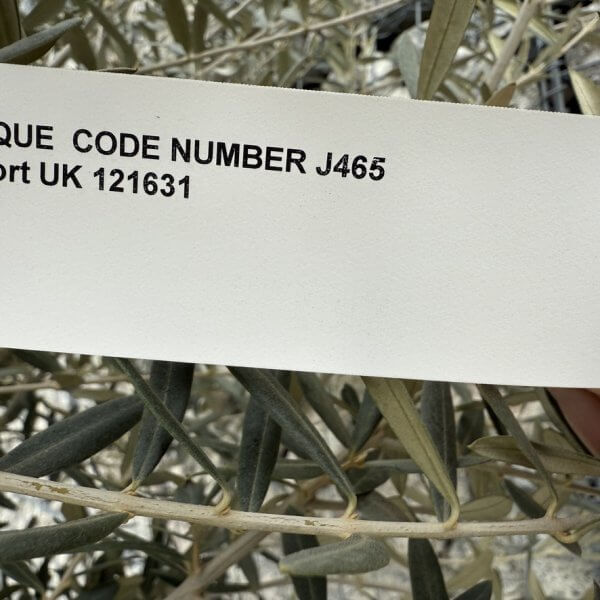 QUE CODE NUMBER J465
ort UK 121631